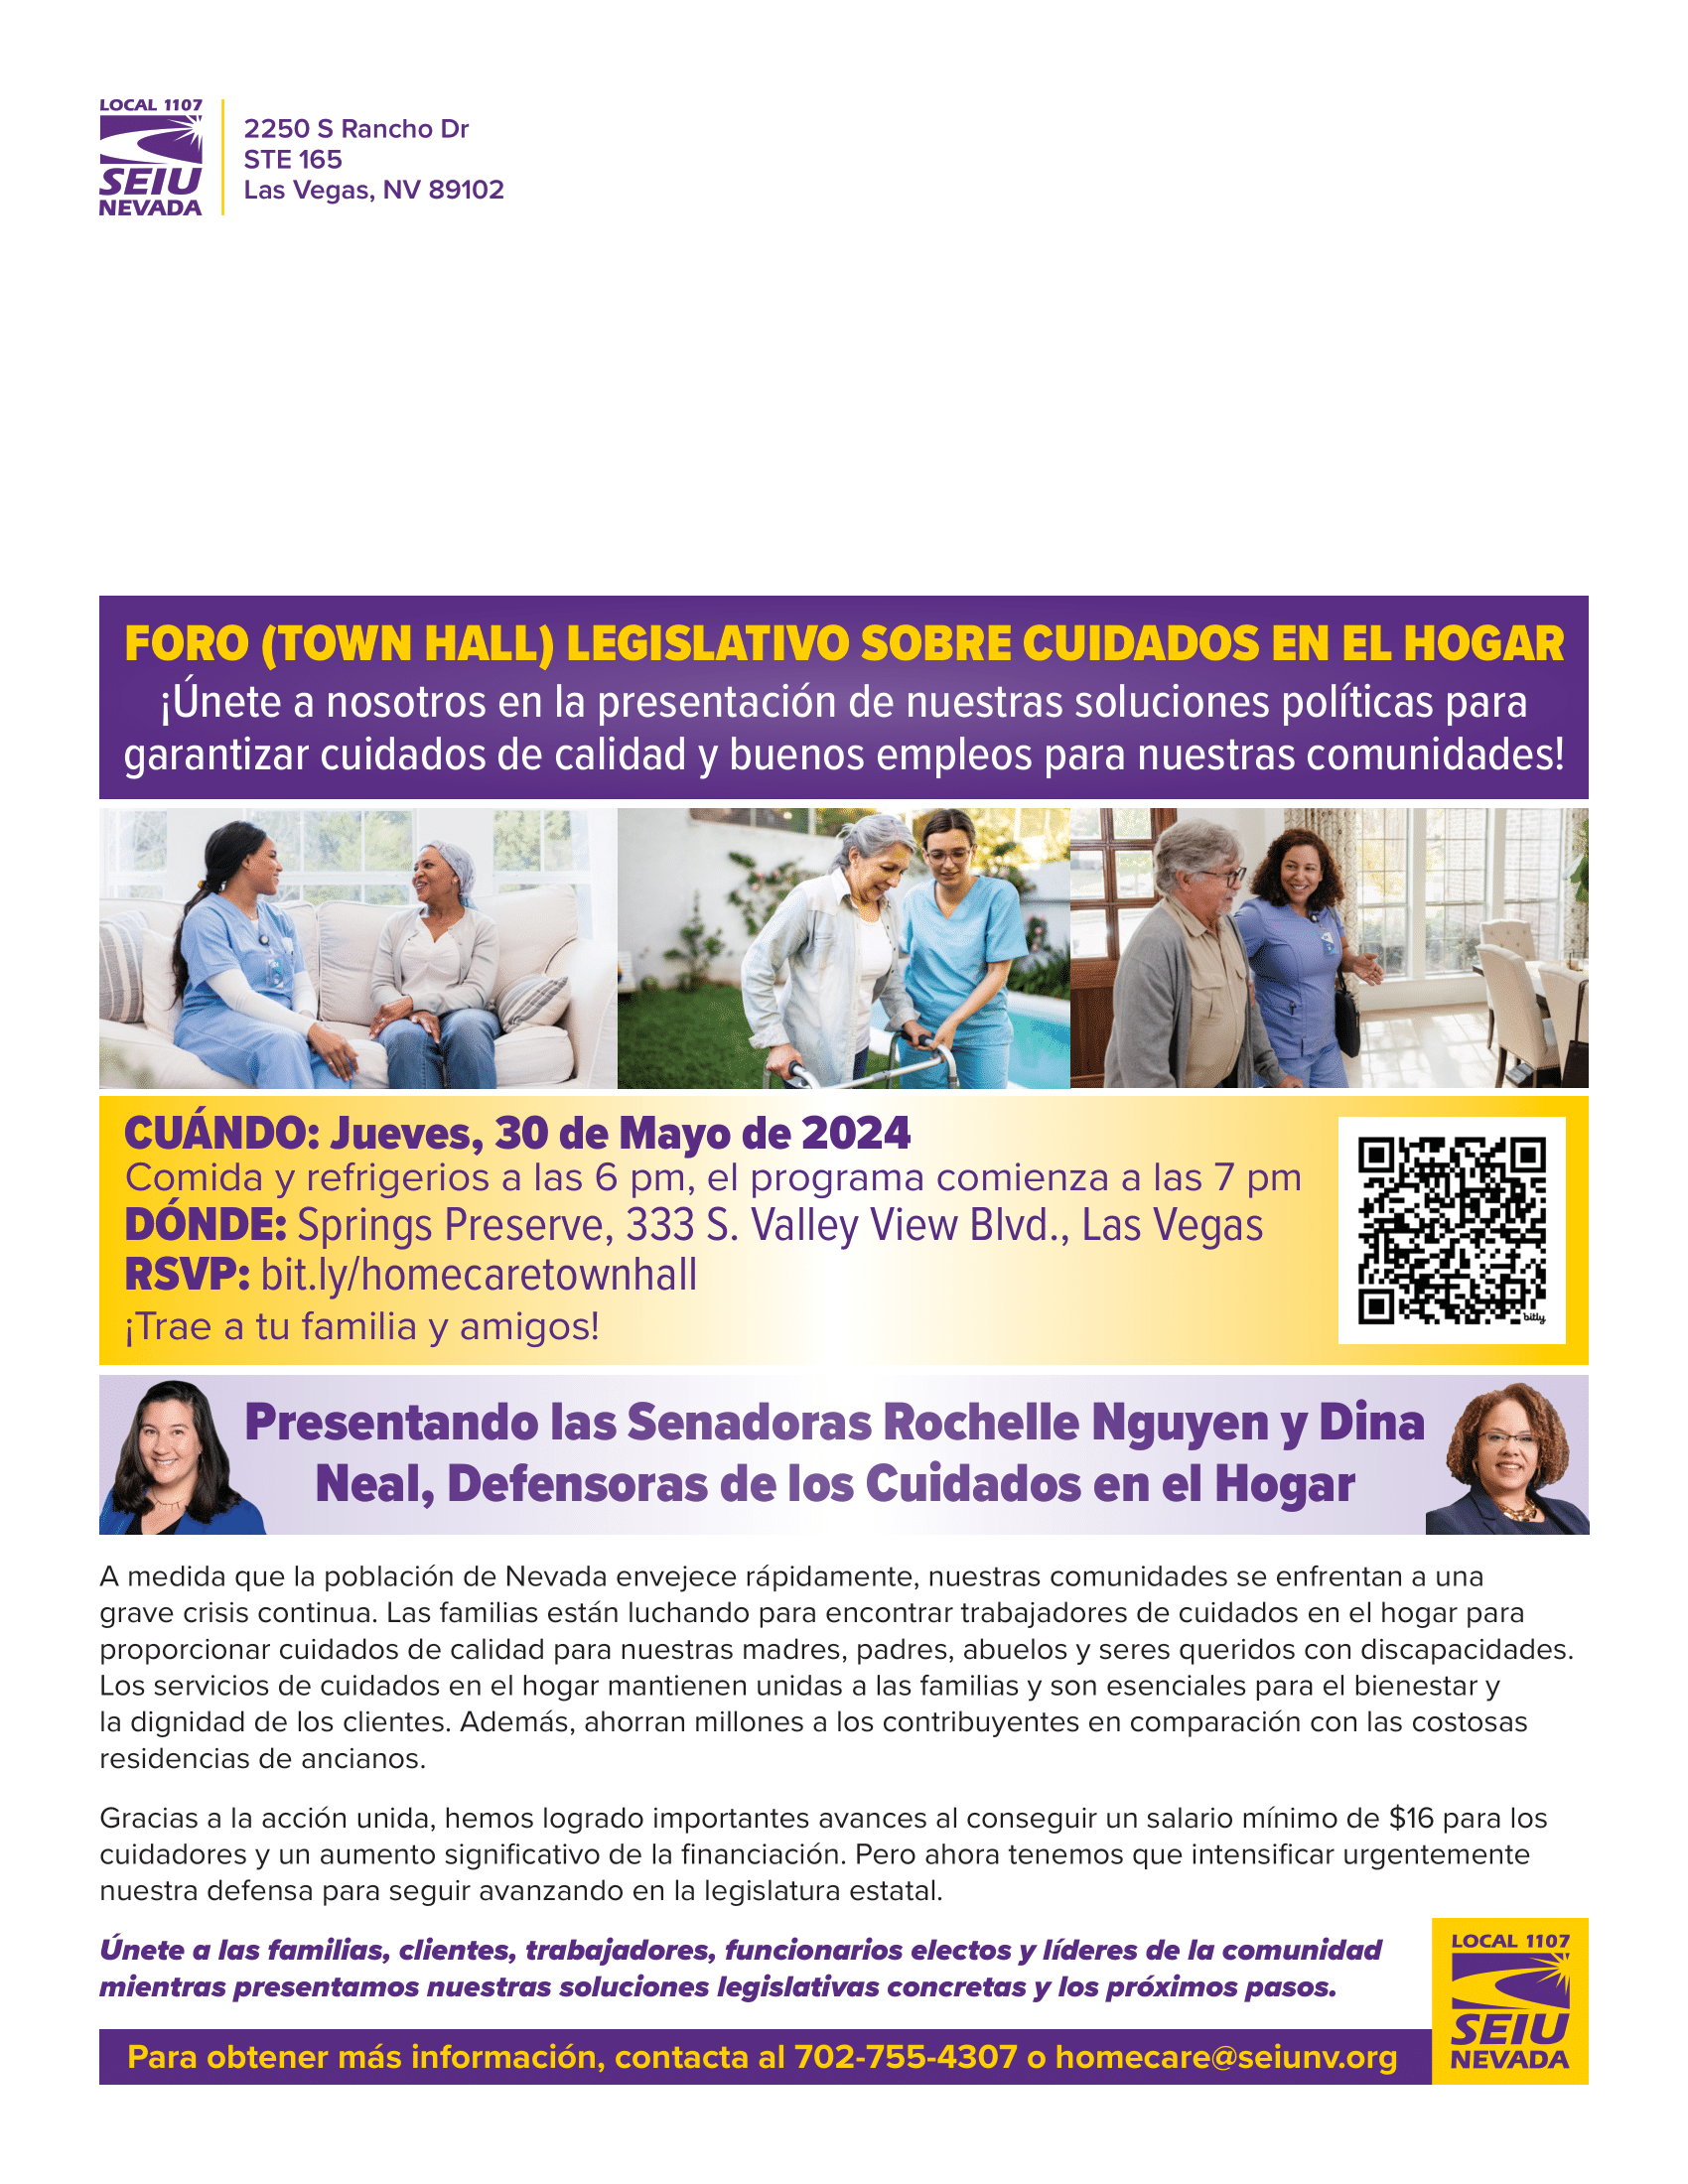 LOCAL 1107
SEIU
NEVADA
2250 S Rancho Dr
STE 165
Las Vegas, NV 89102
FORO (TOWN HALL) LEGISLATIVO SOBRE CUIDADOS EN EL HOGAR
¡Únete a nosotros en la presentación de nuestras soluciones políticas para
garantizar cuidados de calidad y buenos empleos para nuestras comunidades!
CUÁNDO: Jueves, 30 de Mayo de 2024
Comida y refrigerios a las 6 pm, el programa comienza a las 7 pm
DÓNDE: Springs Preserve, 333 S. Valley View Blvd., Las Vegas
RSVP: bit.ly/homecaretownhall
¡Trae a tu familia y amigos!
bitly
Presentando las Senadoras Rochelle Nguyen y Dina
Neal, Defensoras de los Cuidados en el Hogar
A medida que la población de Nevada envejece rápidamente, nuestras comunidades se enfrentan a una
grave crisis continua. Las familias están luchando para encontrar trabajadores de cuidados en el hogar para
proporcionar cuidados de calidad para nuestras madres, padres, abuelos y seres queridos con discapacidades.
Los servicios de cuidados en el hogar mantienen unidas a las familias y son esenciales para el bienestar y
la dignidad de los clientes. Además, ahorran millones a los contribuyentes en comparación con las costosas
residencias de ancianos.
Gracias a la acción unida, hemos logrado importantes avances al conseguir un salario mínimo de $16 para los
cuidadores y un aumento significativo de la financiación. Pero ahora tenemos que intensificar urgentemente
nuestra defensa para seguir avanzando en la legislatura estatal.
Únete a las familias, clientes, trabajadores, funcionarios electos y líderes de la comunidad
mientras presentamos nuestras soluciones legislativas concretas y los próximos pasos.
Para obtener más información, contacta al 702-755-4307 o homecare@seiunv.org
LOCAL 1107
SEIU
NEVADA